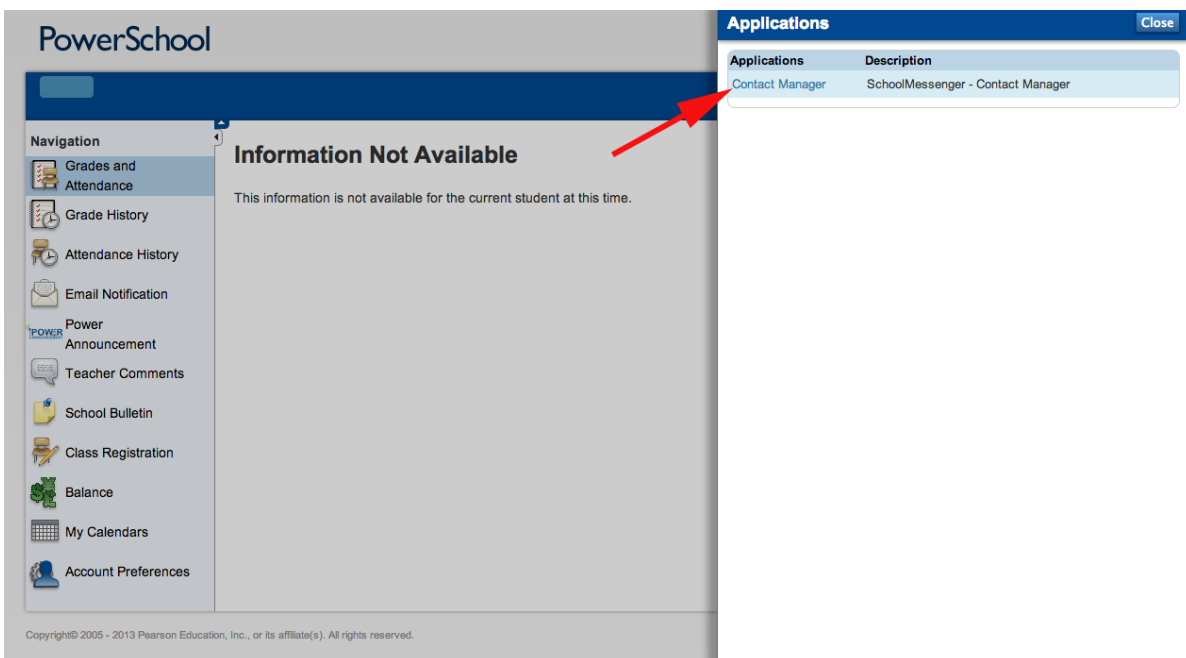 PowerSchool
Navigation
Grades and
Attendance
Grade History
Attendance History
Email Notification
POWER
Power
Announcement
Teacher Comments
School Bulletin
Class Registration
Balance
My Calendars
Account Preferences
Information Not Available
This information is not available for the current student at this time.
Copyright© 2005 - 2013 Pearson Education, Inc., or its affiliate(s). All rights reserved.
Applications
Close
Applications Description
Contact Manager SchoolMessenger - Contact Manager